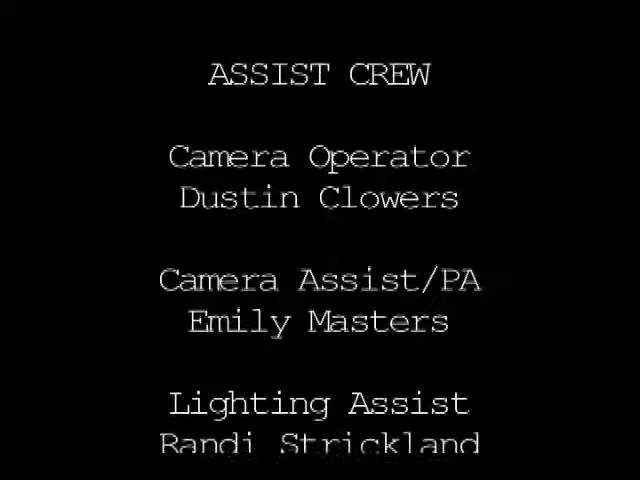 ASSIST CREW
Camera Operator
Dustin Clowers
Camera Assist/PA
Emily Masters
Lighting Assist
Randi Strickland